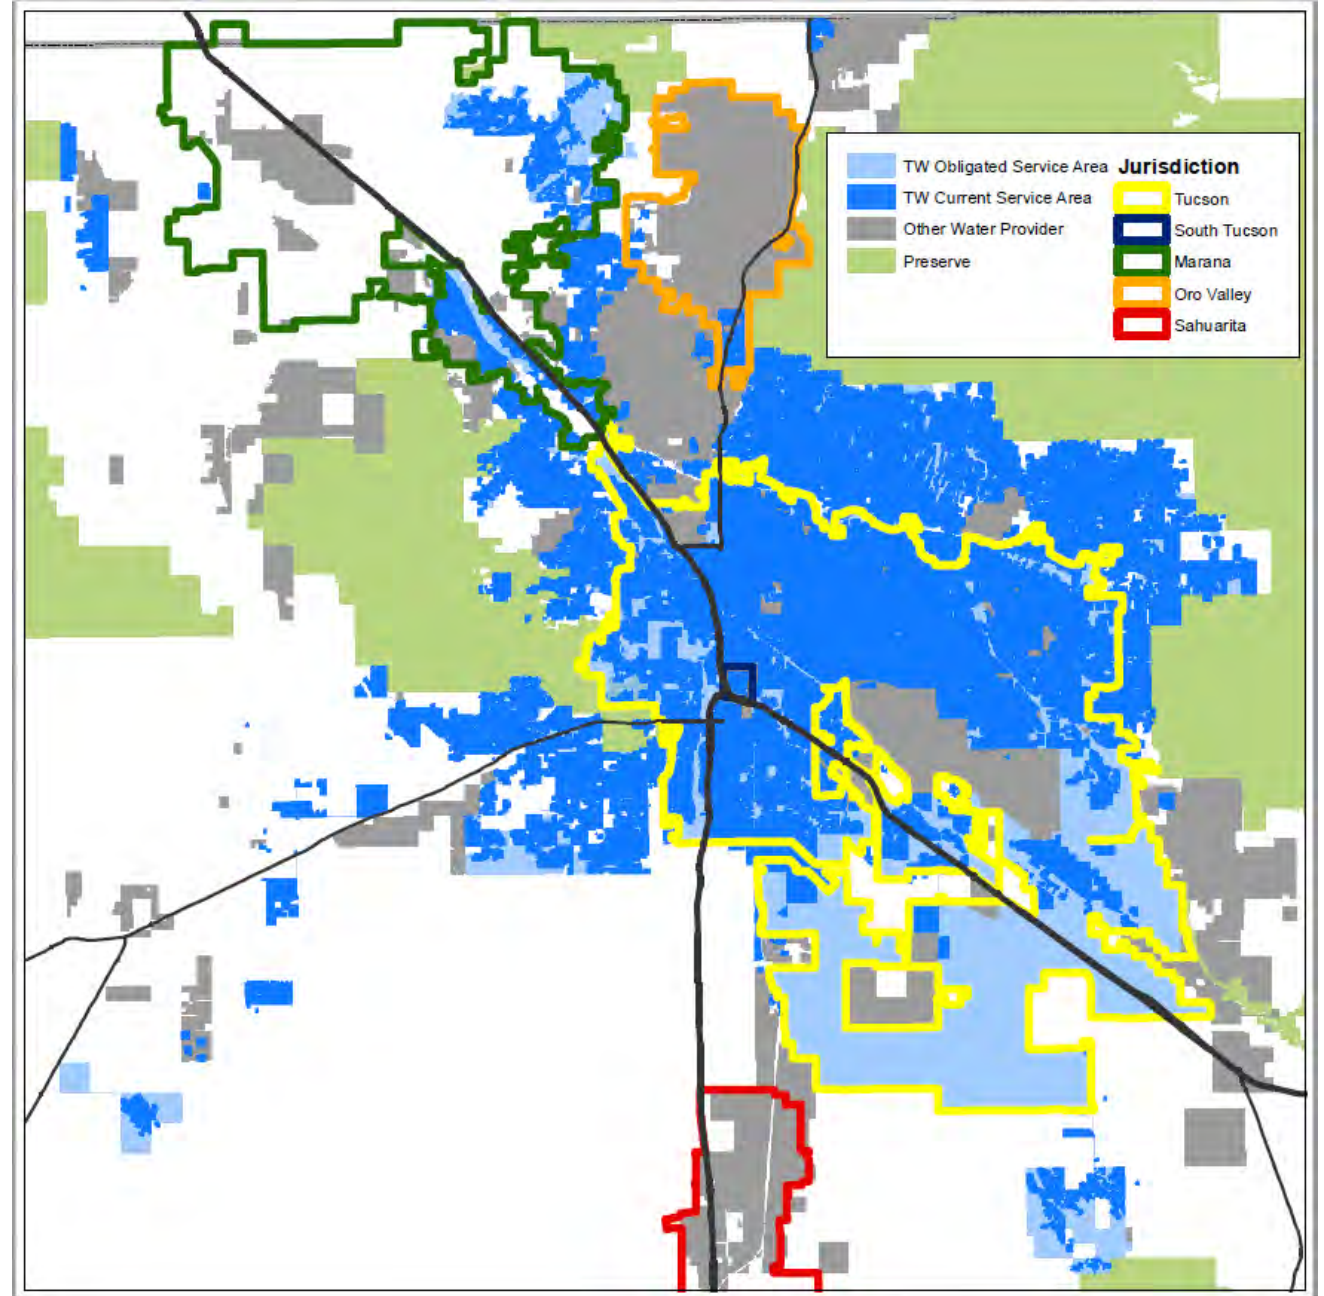 TW Obligated Service Area
TW Current Service Area
Other Water Provider
Preserve
Jurisdiction
Tucson
South Tucson
Marana
Oro Valley
Sahuarita